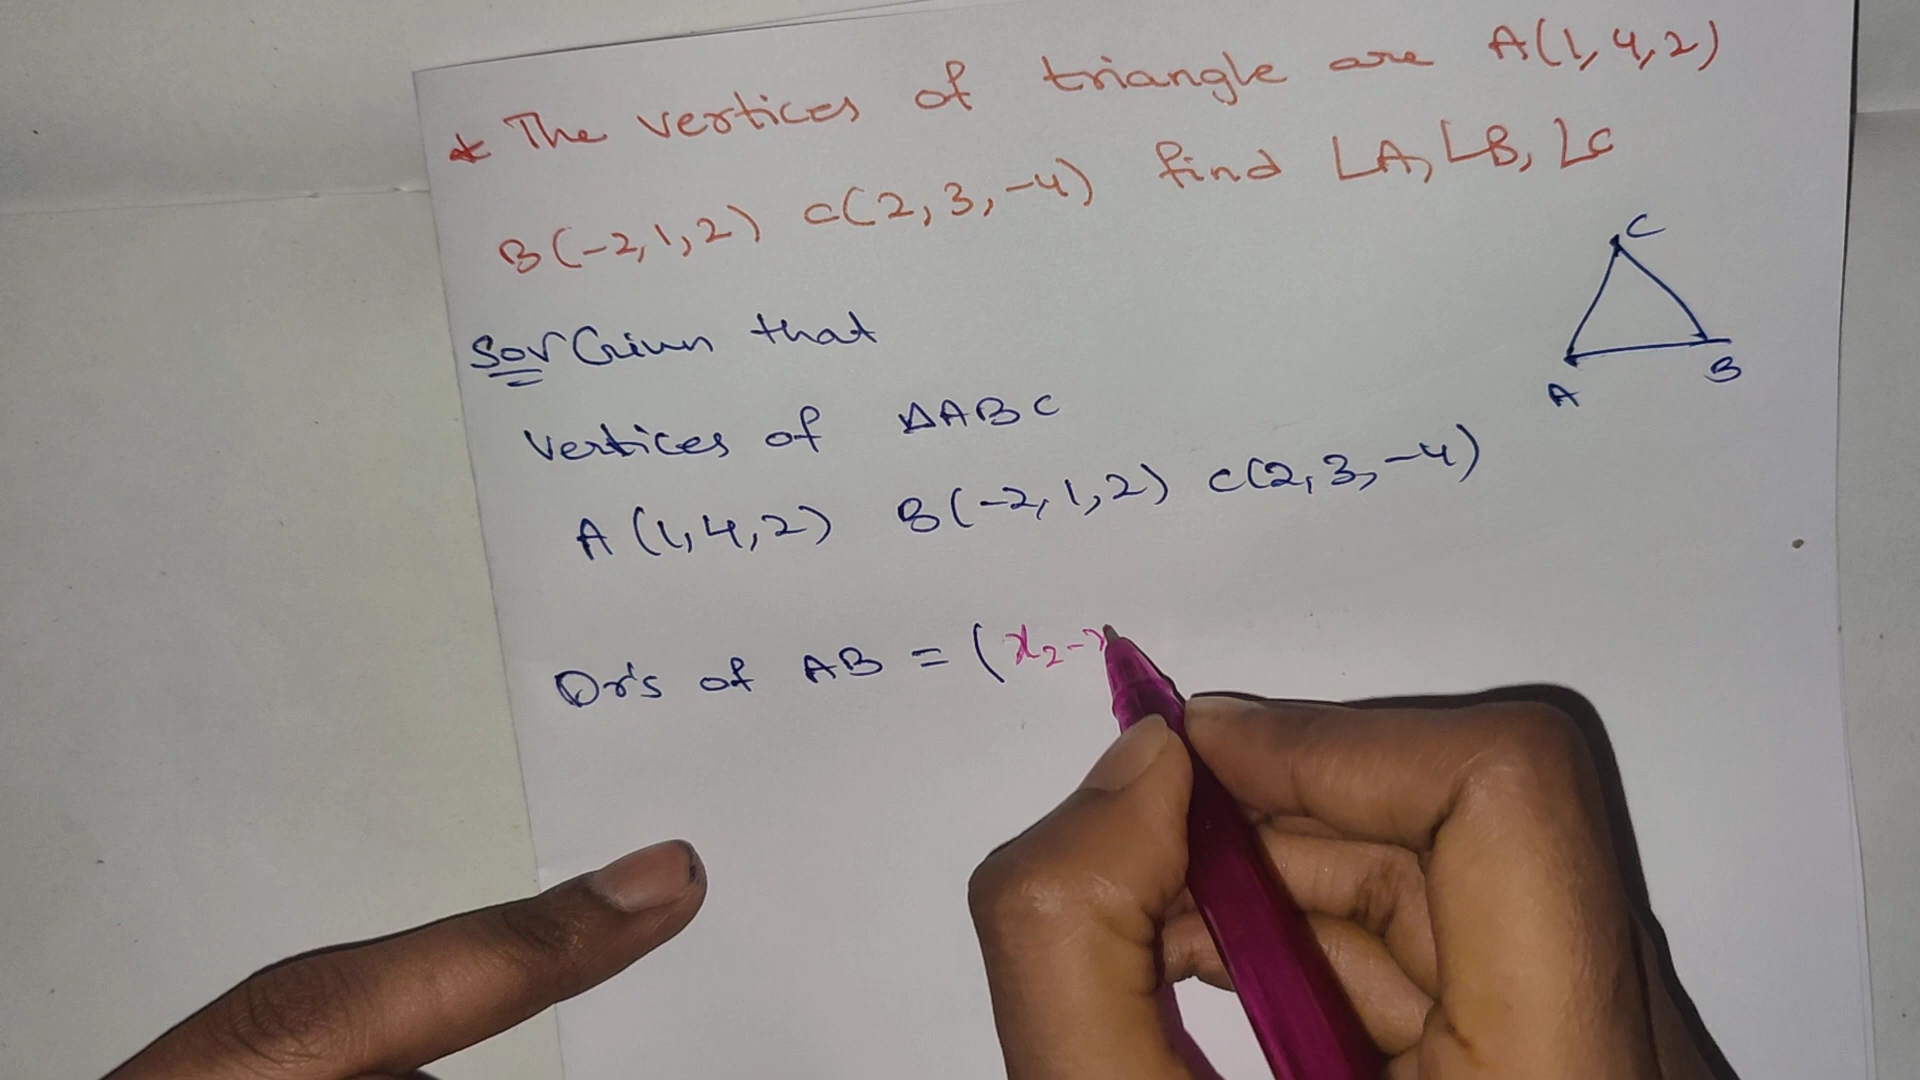 * The vertices of triangle are A(1,4,2)
B(-2,1,2) C(2,3,-4) find ∠A, ∠B, ∠C
Sol Given that
C
A
B
vertices of ΔABC
A(1,4,2) B(-2,1,2) C(2,3,-4)
Dr's of AB = (x₂-x